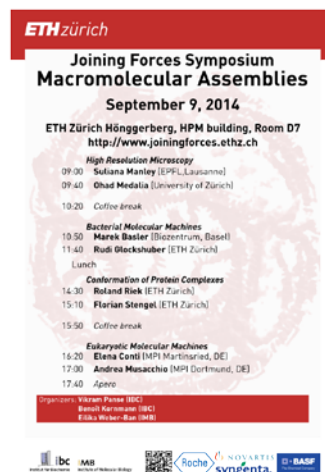 ETH zürich
Joining Forces Symposium
Macromolecular Assemblies
September 9, 2014
ETH Zürich Hönggerberg, HPM building, Room D7
http://www.joiningforces.ethz.ch
High Resolution Microscopy
09:00 Suliana Manley (EPFL, Lausanne)
09:40 Ohad Medalia (University of Zürich)
10:20 Coffee break
Bacterial Molecular Machines
10:50 Marek Basler (Biozentrum, Basel)
11:40 Rudi Glockshuber (ETH Zürich)
Lunch
Conformation of Protein Complexes
14:30 Roland Riek (ETH Zürich)
15:10 Florian Stengel (ETH Zürich)
15:50 Coffee break
Eukaryotic Molecular Machines
16:20 Elena Conti (MPI Martinsried, DE)
17:00 Andrea Musacchio (MPI Dortmund, DE)
17:40 Apero
Organizers: Vikram Panse (IBC)
Benoît Kornmann (IBC)
Eilika Weber-Ban (IMB)
ibc IMB Institute of Molecular Biology Roche NOVARTIS syngenta. BASF